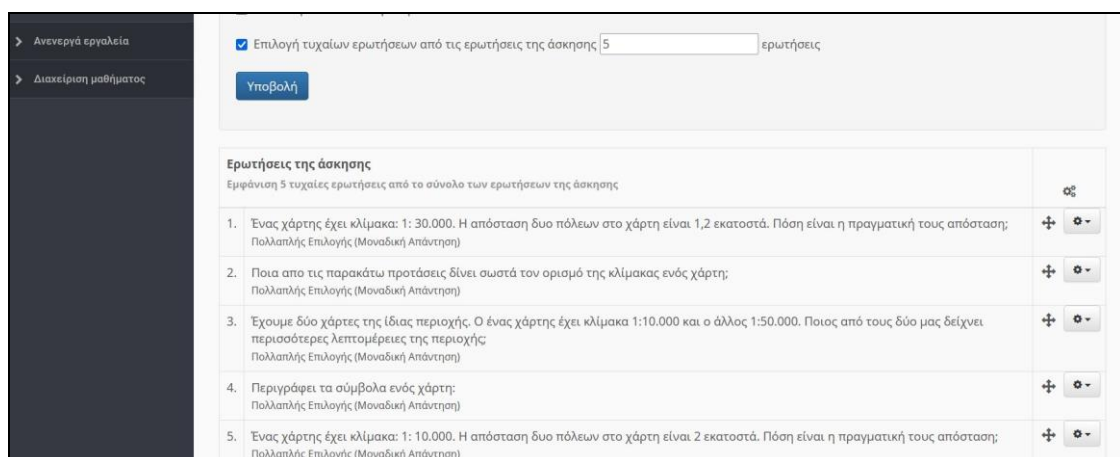 Ανενεργά εργαλεία
Διαχείριση μαθήματος
Επιλογή τυχαίων ερωτήσεων από τις ερωτήσεις της άσκησης 5 ερωτήσεις
Υποβολή
Ερωτήσεις της άσκησης
Εμφάνιση 5 τυχαίες ερωτήσεις από το σύνολο των ερωτήσεων της άσκησης
1. Ένας χάρτης έχει κλίμακα: 1: 30.000. Η απόσταση δυο πόλεων στο χάρτη είναι 1,2 εκατοστά. Πόση είναι η πραγματική τους απόσταση;
Πολλαπλής Επιλογής (Μοναδική Απάντηση)
2. Ποια απο τις παρακάτω προτάσεις δίνει σωστά τον ορισμό της κλίμακας ενός χάρτη;
Πολλαπλής Επιλογής (Μοναδική Απάντηση)
3. Έχουμε δύο χάρτες της ίδιας περιοχής. Ο ένας χάρτης έχει κλίμακα 1:10.000 και ο άλλος 1:50.000. Ποιος από τους δύο μας δείχνει
περισσότερες λεπτομέρειες της περιοχής;
Πολλαπλής Επιλογής (Μοναδική Απάντηση)
4. Περιγράφει τα σύμβολα ενός χάρτη:
Πολλαπλής Επιλογής (Μοναδική Απάντηση)
5. Ένας χάρτης έχει κλίμακα: 1: 10.000. Η απόσταση δυο πόλεων στο χάρτη είναι 2 εκατοστά. Πόση είναι η πραγματική τους απόσταση;
Πολλαπλής Επιλογής (Μοναδική Απάντηση)